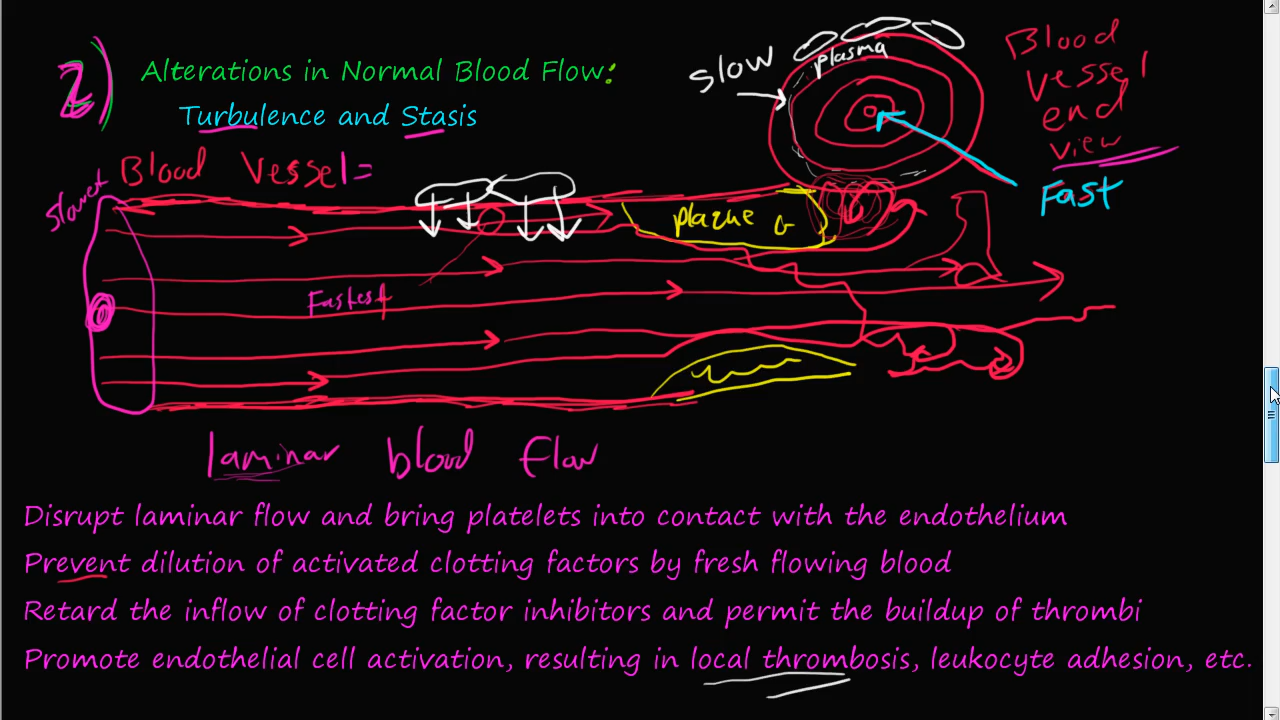 2)
Alterations in Normal Blood Flow:
Turbulence and Stasis
slow
plasma
Blood
vessel
end
view
Fast
Blood Vessel=
slowest
plaque
Fastest
laminar blood flow
Disrupt laminar flow and bring platelets into contact with the endothelium
Prevent dilution of activated clotting factors by fresh flowing blood
Retard the inflow of clotting factor inhibitors and permit the buildup of thrombi
Promote endothelial cell activation, resulting in local thrombosis, leukocyte adhesion, etc.